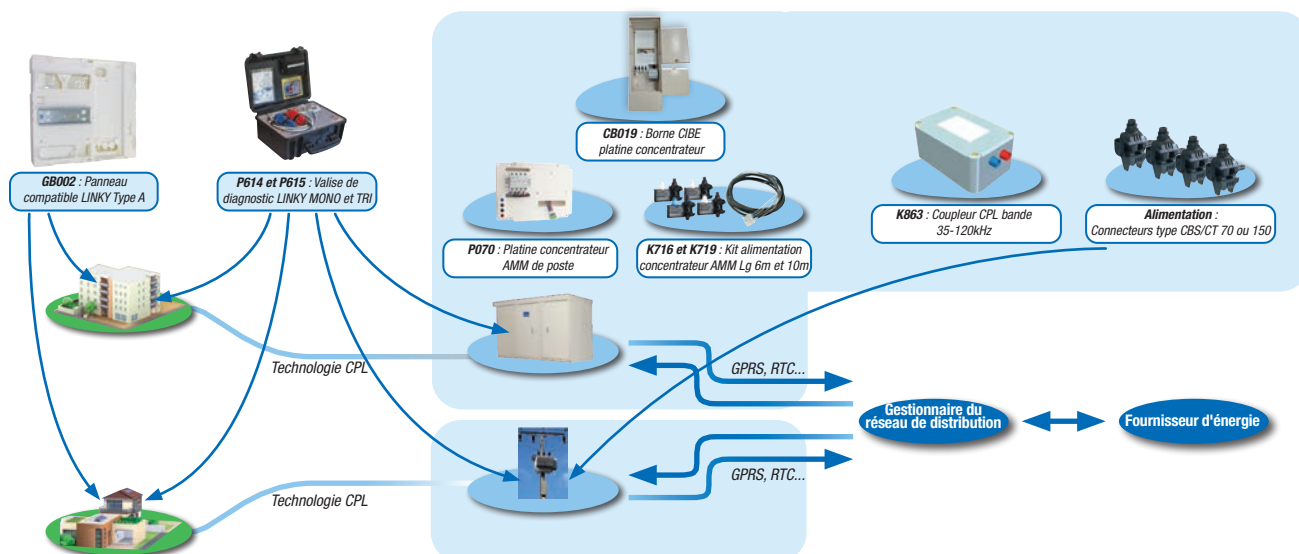 CB019 : Borne CIBE
platine concentrateur
GB002 : Panneau
compatible LINKY Type A
P614 et P615 : Valise de
diagnostic LINKY MONO et TRI
P070 : Platine concentrateur
AMM de poste
K716 et K719 : Kit alimentation
concentrateur AMM Lg 6m et 10m
K863 : Coupleur CPL bande
35-120kHz
Alimentation :
Connecteurs type CBS/CT 70 ou 150
Technologie CPL
GPRS, RTC...
Gestionnaire du
réseau de distribution
Fournisseur d'énergie
Technologie CPL
GPRS, RTC...